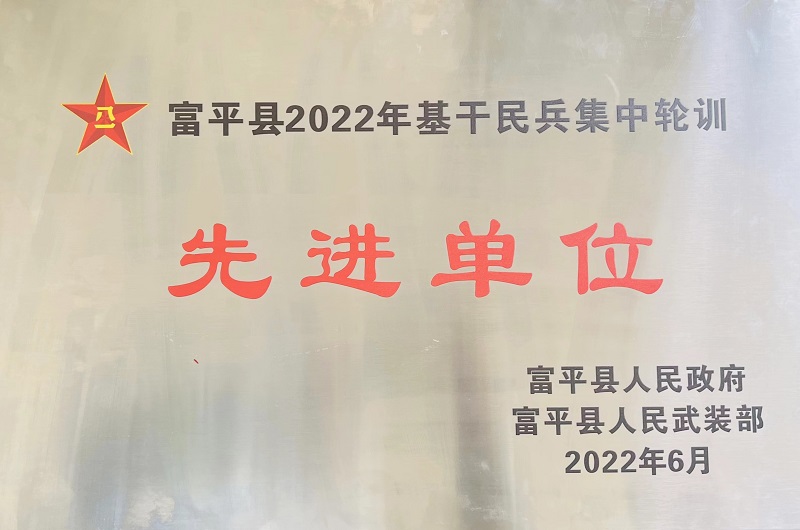 八一
富平县2022年基干民兵集中轮训
先进单位
富平县人民政府
富平县人民武装部
2022年6月